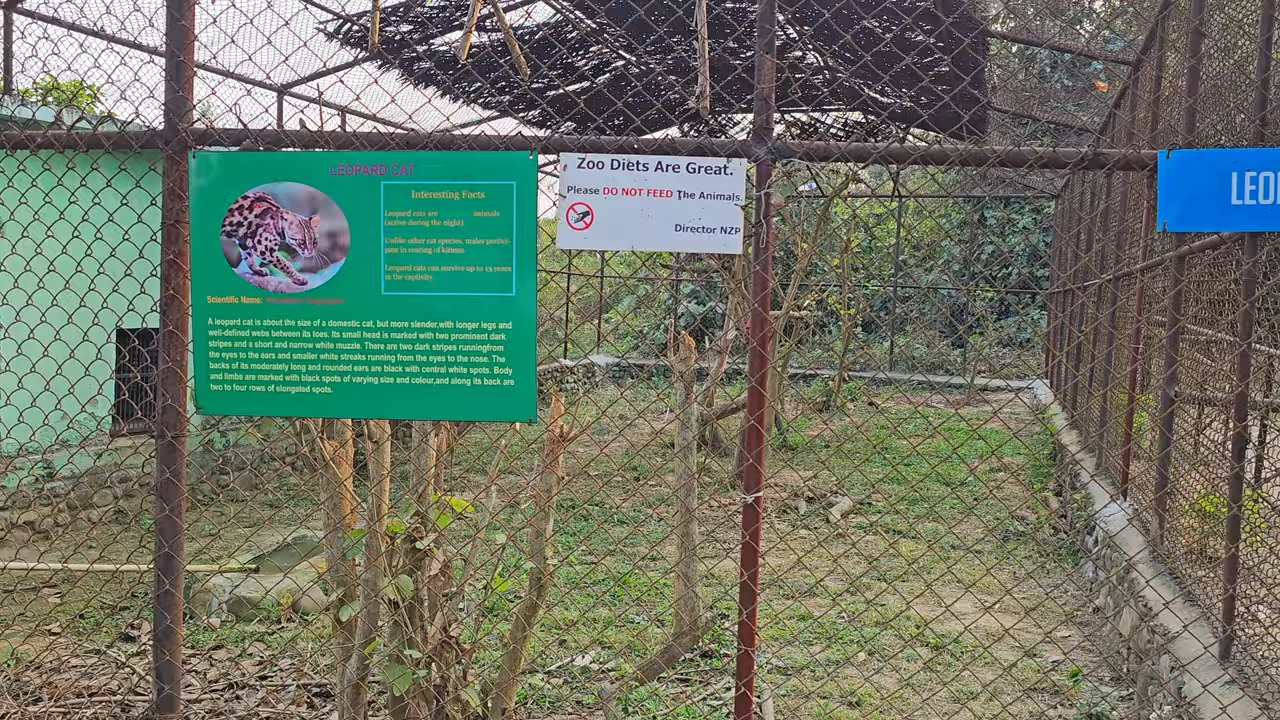 LEOPARD CAT
Interesting Facts
Leopard cats are animals
(active during the night)
Unlike other cat species, males partici-
pate in rearing of kittens
Leopard cats can survive up to 13 years
in the captivity
Scientific Name:
A leopard cat is about the size of a domestic cat, but more slender,with longer legs and
well-defined webs between its toes. Its small head is marked with two prominent dark
stripes and a short and narrow white muzzle. There are two dark stripes runningfrom
the eyes to the ears and smaller white streaks running from the eyes to the nose. The
backs of its moderately long and rounded ears are black with central white spots. Body
and limbs are marked with black spots of varying size and colour,and along its back are
two to four rows of elongated spots.
Zoo Diets Are Great.
Please DO NOT FEED The Animals.
Director NZP
LEO